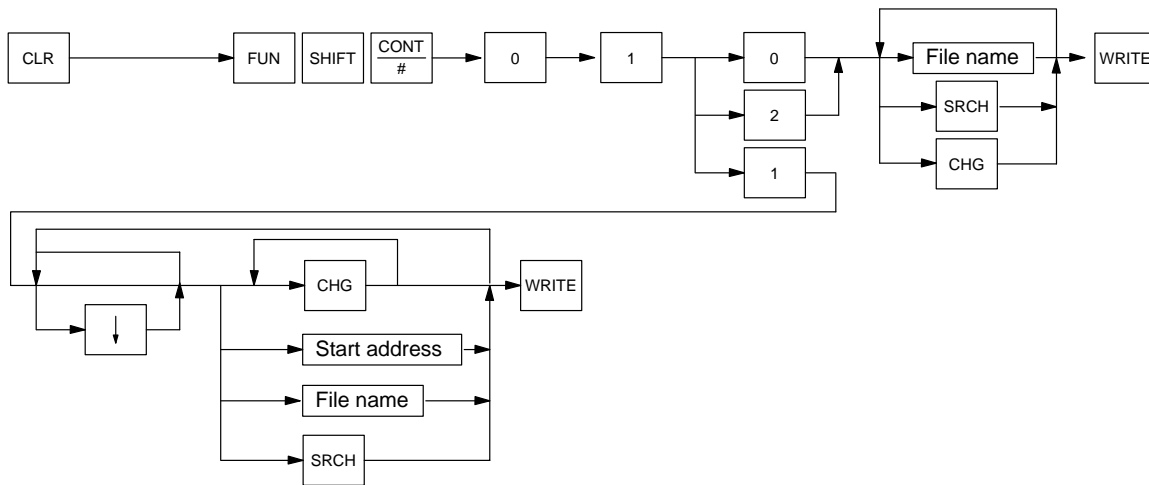 CLR
FUN
SHIFT
CONT
#
0
1
0
File name
WRITE
2
SRCH
1
CHG
CHG
WRITE
Start address
File name
SRCH